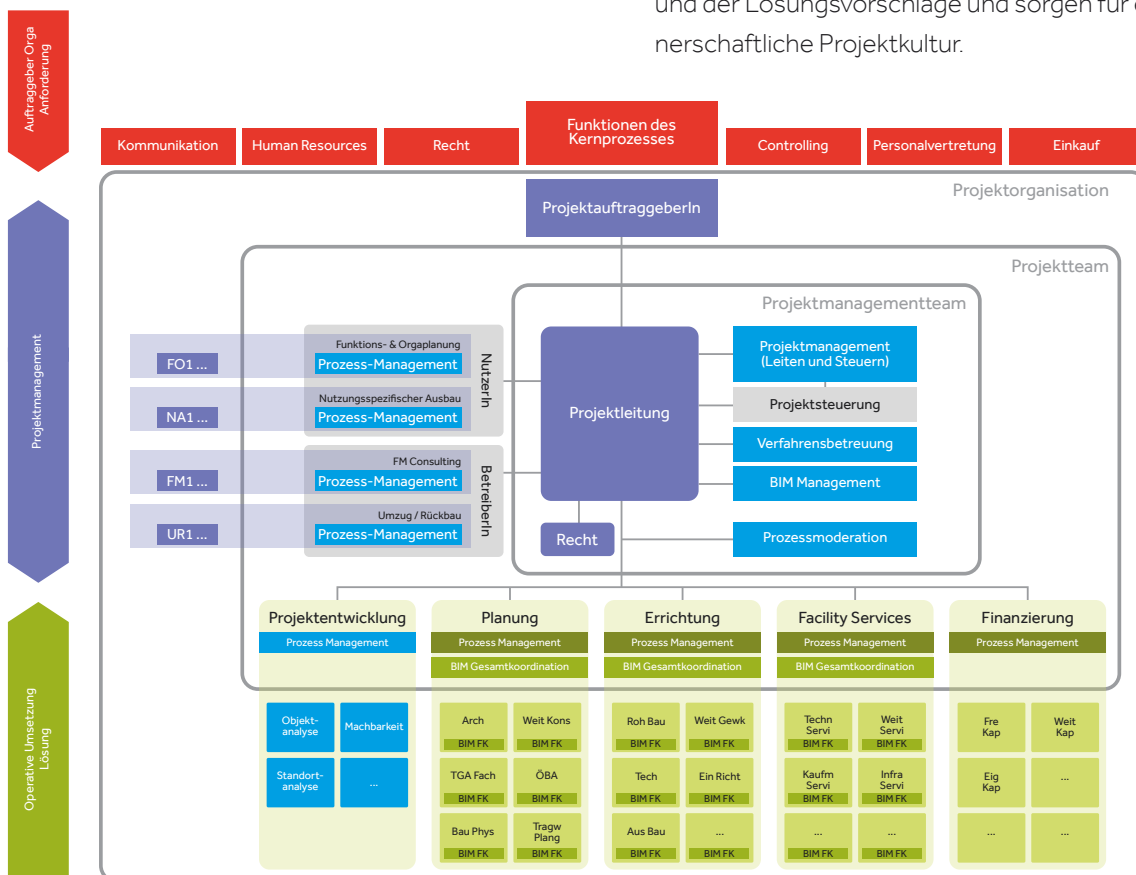 und der Lösungsvorschläge und sorgen für
nerschaftliche Projektkultur.
Auftraggeber Orga
Anforderung
Kommunikation
Human Resources
Recht
Funktionen des
Kernprozesses
Controlling
Personalvertretung
Einkauf
Projektorganisation
ProjektauftraggeberIn
Projektteam
Projektmanagementteam
Projektmanagement
FO1 ...
Funktions- & Orgaplanung
Prozess-Management
NA1 ...
Nutzungsspezifischer Ausbau
Prozess-Management
NutzerIn
FM1 ...
FM Consulting
Prozess-Management
UR1 ...
Umzug / Rückbau
Prozess-Management
BetreiberIn
Projektleitung
Recht
Projektmanagement
(Leiten und Steuern)
Projektsteuerung
Verfahrensbetreuung
BIM Management
Prozessmoderation
Operative Umsetzung
Lösung
Projektentwicklung
Prozess Management
Objekt-
analyse
Machbarkeit
Standort-
analyse
...
Planung
Prozess Management
BIM Gesamtkoordination
Arch
BIM FK
Weit Kons
BIM FK
TGA Fach
BIM FK
ÖBA
BIM FK
Bau Phys
BIM FK
Tragw
Plang
BIM FK
Errichtung
Prozess Management
BIM Gesamtkoordination
Roh Bau
BIM FK
Weit Gewk
BIM FK
Tech
BIM FK
Ein Richt
BIM FK
Aus Bau
BIM FK
...
BIM FK
Facility Services
Prozess Management
BIM Gesamtkoordination
Techn
Servi
BIM FK
Weit
Servi
BIM FK
Kaufm
Servi
BIM FK
Infra
Servi
BIM FK
...
BIM FK
...
BIM FK
Finanzierung
Prozess Management
Fre
Kap
Weit
Kap
Eig
Kap
...
...
...